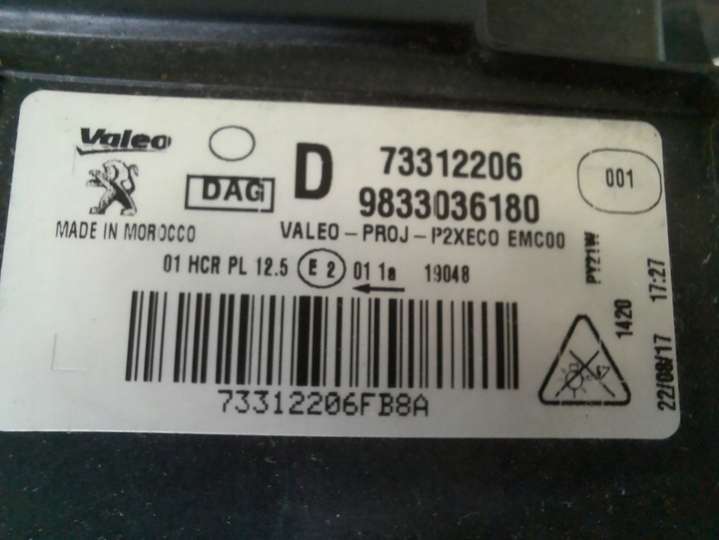 Valeo
DAG
D
73312206
9833036180
001
MADE IN MOROCCO
VALEO-PROJ-P2XECO EMC00
01 HCR PL 12.5 E2 01 1a 19048
73312206FB8A
PY21W
1420
22/08/17 17:27